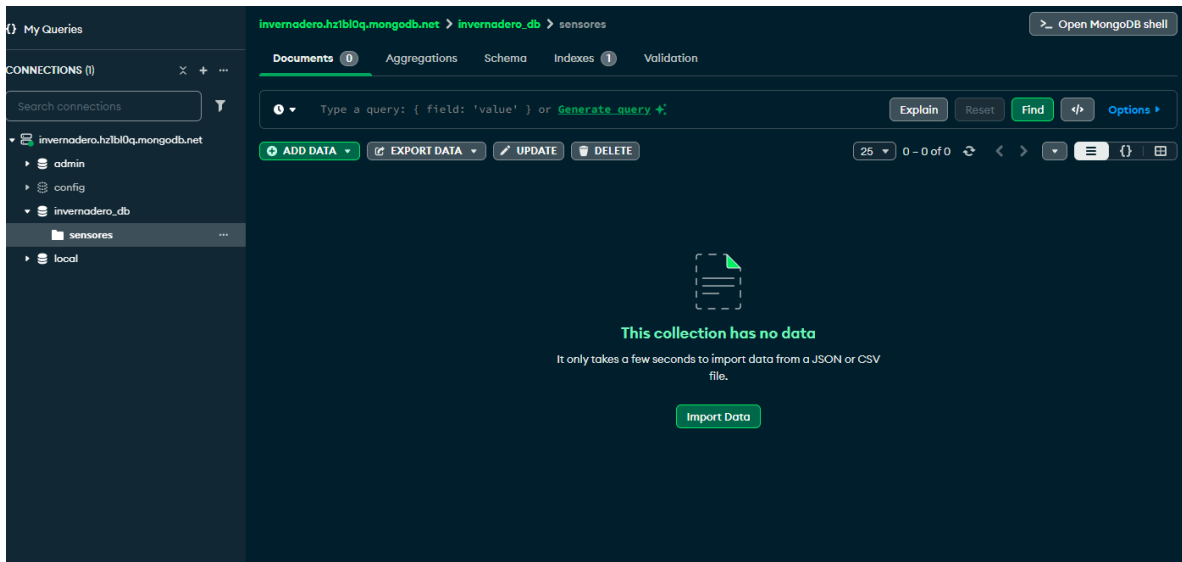 {} My Queries
CONNECTIONS (1)
Search connections
invernadero.hz1bl0q.mongodb.net
admin
config
invernadero_db
sensores
local
invernadero.hz1bl0q.mongodb.net > invernadero_db > sensores
>_ Open MongoDB shell
Documents 0 Aggregations Schema Indexes 1 Validation
Type a query: { field: 'value' } or Generate query
Explain Reset Find </> Options
ADD DATA EXPORT DATA UPDATE DELETE
25 0 – 0 of 0 {}
This collection has no data
It only takes a few seconds to import data from a JSON or CSV
file.
Import Data